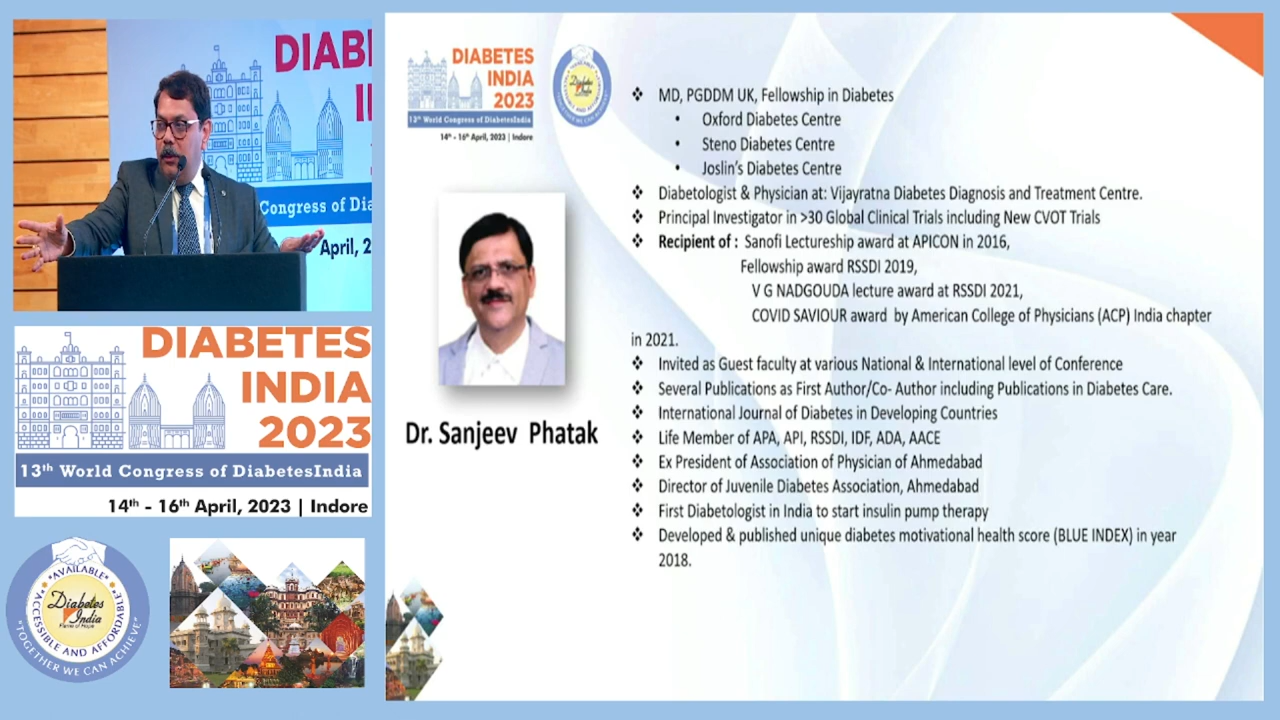 DIAB
I
Congress of Dia
April, 2
DIABETES
INDIA
2023
13th World Congress of DiabetesIndia
14th - 16th April, 2023 | Indore
*AVAILABLE*
*ACCESSIBLE AND AFFORDABLE*
Diabetes
India
Flame of Hope
"TOGETHER WE CAN ACHIEVE"
DIABETES
INDIA
2023
13th World Congress of DiabetesIndia
14th - 16th April, 2023 | Indore
Diabetes
India
Dr. Sanjeev Phatak
❖ MD, PGDDM UK, Fellowship in Diabetes
• Oxford Diabetes Centre
• Steno Diabetes Centre
• Joslin's Diabetes Centre
❖ Diabetologist & Physician at: Vijayratna Diabetes Diagnosis and Treatment Centre.
❖ Principal Investigator in >30 Global Clinical Trials including New CVOT Trials
❖ Recipient of : Sanofi Lectureship award at APICON in 2016,
Fellowship award RSSDI 2019,
V G NADGOUDA lecture award at RSSDI 2021,
COVID SAVIOUR award by American College of Physicians (ACP) India chapter
in 2021.
❖ Invited as Guest faculty at various National & International level of Conference
❖ Several Publications as First Author/Co- Author including Publications in Diabetes Care.
❖ International Journal of Diabetes in Developing Countries
❖ Life Member of APA, API, RSSDI, IDF, ADA, AACE
❖ Ex President of Association of Physician of Ahmedabad
❖ Director of Juvenile Diabetes Association, Ahmedabad
❖ First Diabetologist in India to start insulin pump therapy
❖ Developed & published unique diabetes motivational health score (BLUE INDEX) in year
2018.